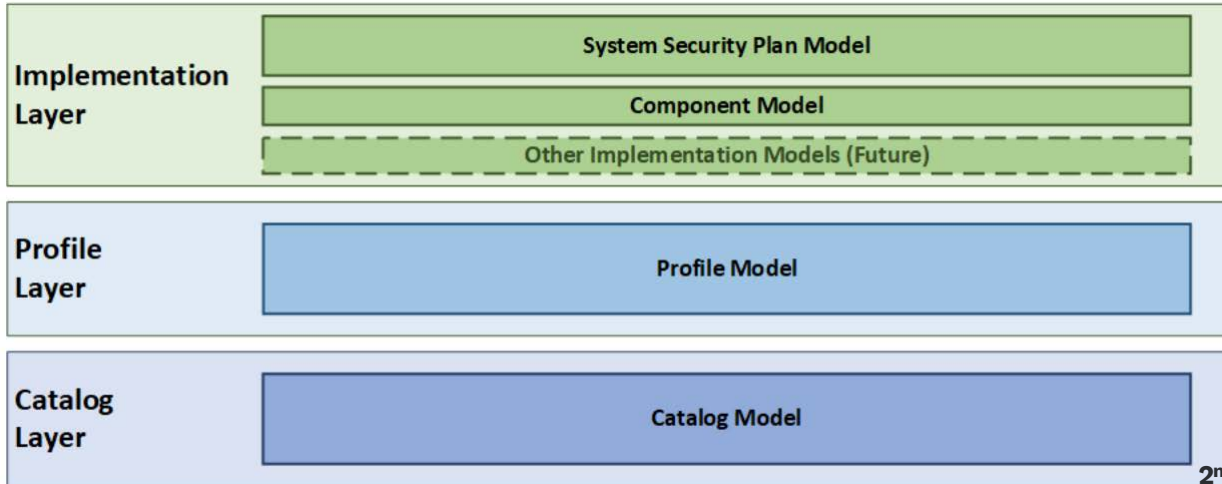 System Security Plan Model
Implementation
Layer
Component Model
Other Implementation Models (Future)
Profile
Layer
Profile Model
Catalog
Layer
Catalog Model